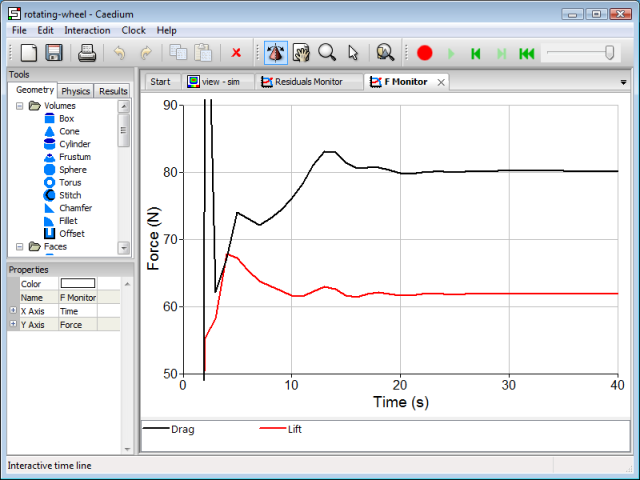 rotating-wheel - Caedium
File Edit Interaction Clock Help
Tools
Geometry Physics Results
Volumes
Box
Cone
Cylinder
Frustum
Sphere
Torus
Stitch
Chamfer
Fillet
Offset
Faces
Properties
Color
Name F Monitor
X Axis Time
Y Axis Force
Start view - sim Residuals Monitor F Monitor
Force (N)
90
80
70
60
50
0 10 20 30 40
Time (s)
Drag Lift
Interactive time line